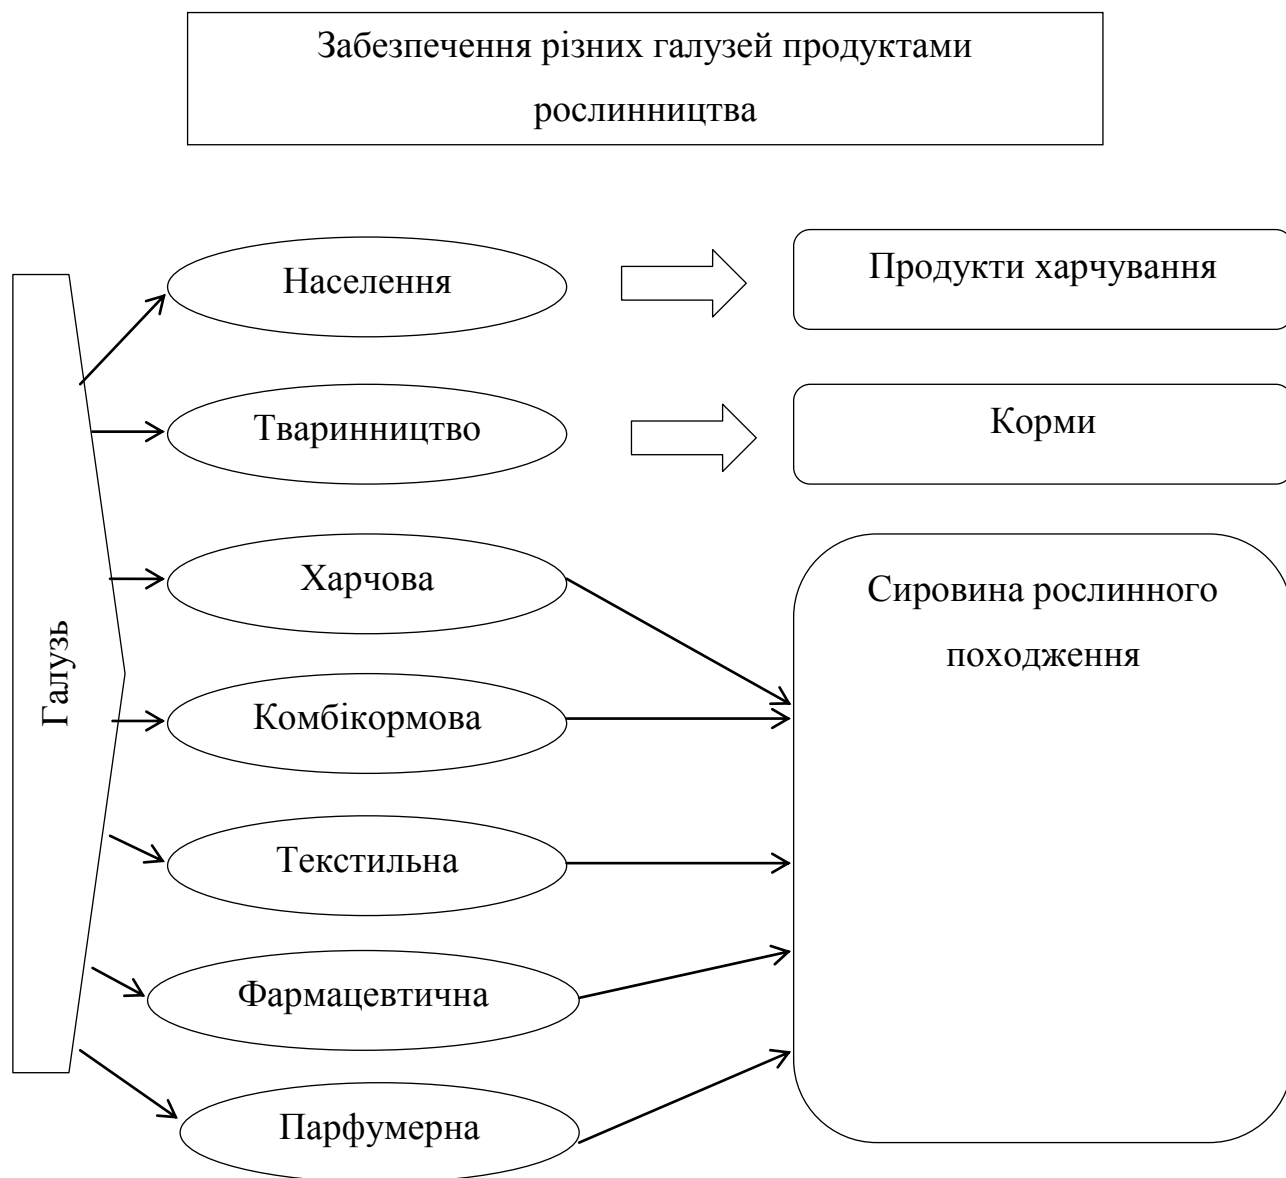 Забезпечення різних галузей продуктами
рослинництва
Галузь
Населення
Продукти харчування
Тваринництво
Корми
Харчова
Сировина рослинного
походження
Комбікормова
Текстильна
Фармацевтична
Парфумерна